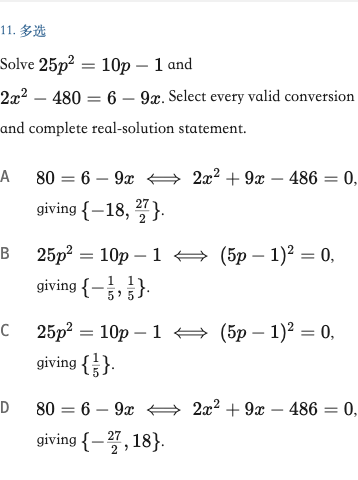 11. 多选
Solve 25p² = 10p − 1 and
2x² − 480 = 6 − 9x. Select every valid conversion
and complete real-solution statement.
A 80 = 6 − 9x ⟺ 2x² + 9x − 486 = 0,
giving {−18, 27/2}.
B 25p² = 10p − 1 ⟺ (5p − 1)² = 0,
giving {−1/5, 1/5}.
C 25p² = 10p − 1 ⟺ (5p − 1)² = 0,
giving {1/5}.
D 80 = 6 − 9x ⟺ 2x² + 9x − 486 = 0,
giving {−27/2, 18}.